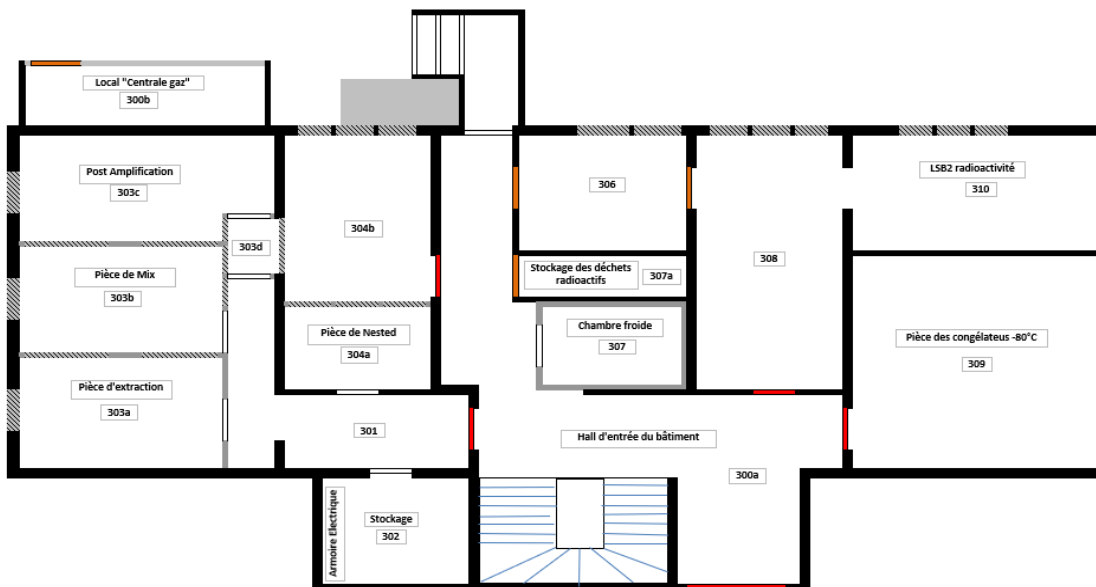 Local "Centrale gaz"
300b
Post Amplification
303c
303d
Pièce de Mix
303b
Pièce d'extraction
303a
304b
Pièce de Nested
304a
301
Armoire Electrique
Stockage
302
306
Stockage des déchets
radioactifs
307a
Chambre froide
307
308
LSB2 radioactivité
310
Pièce des congélateus -80°C
309
Hall d'entrée du bâtiment
300a